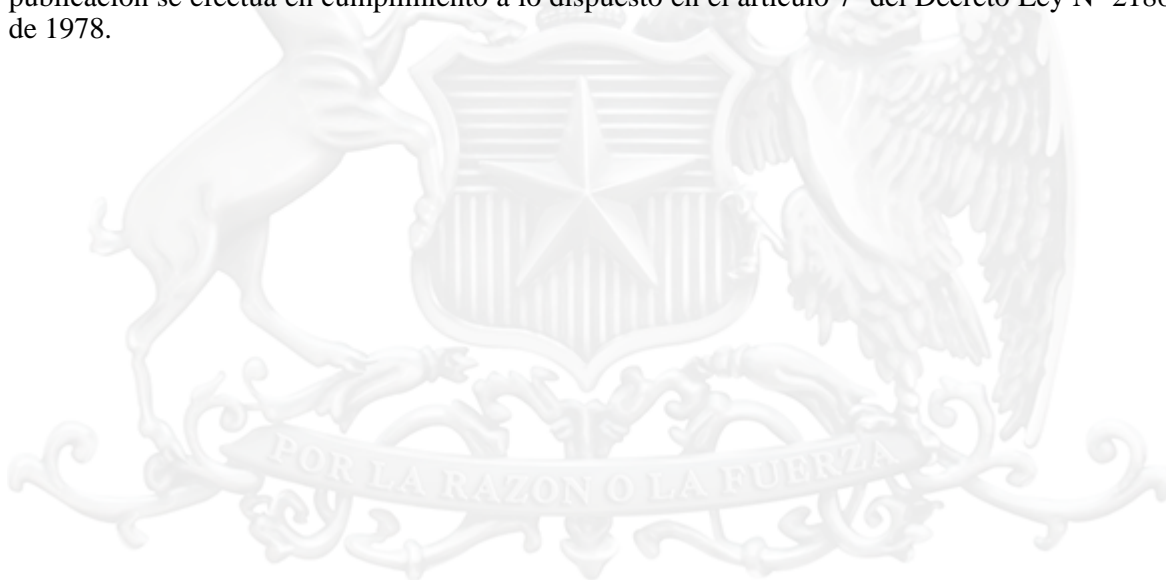 publicación se efectúa en cumplimiento a lo dispuesto en el artículo 7° del Decreto Ley N° 2186
de 1978.
POR LA RAZON O LA FUERZA